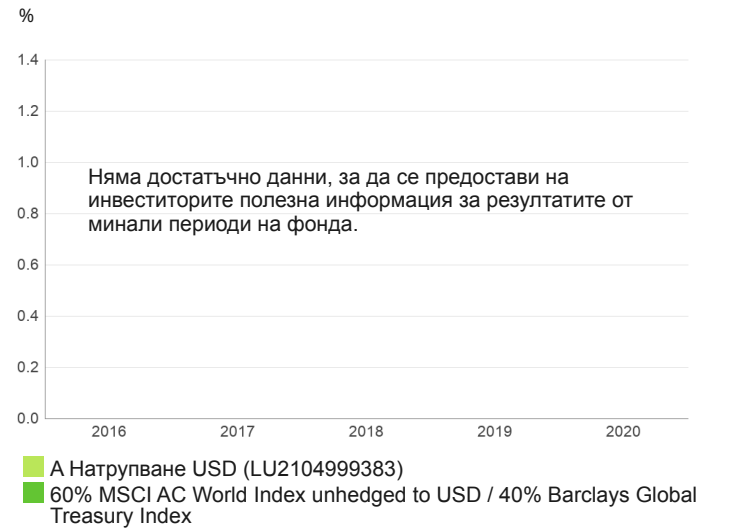 %
1.4
1.2
1.0
Няма достатъчно данни, за да се предостави на
инвеститорите полезна информация за резултатите от
0.8
минали периоди на фонда.
0.6
0.4
0.2
0.0
2016 2017 2018 2019 2020
А Натрупване USD (LU2104999383)
60% MSCI AC World Index unhedged to USD / 40% Barclays Global
Treasury Index